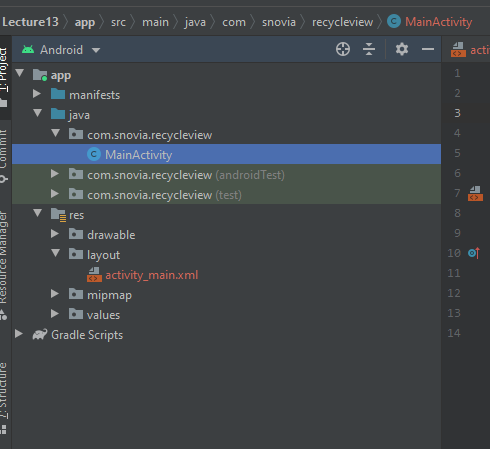 Lecture13 › app › src › main › java › com › snovia › recycleview › MainActivity
Android
app
manifests
java
com.snovia.recycleview
MainActivity
com.snovia.recycleview (androidTest)
com.snovia.recycleview (test)
res
drawable
layout
activity_main.xml
mipmap
values
Gradle Scripts
1: Project
Commit
Resource Manager
7: Structure
acti
1
2
3
4
5
6
7
8
9
10
11
12
13
14